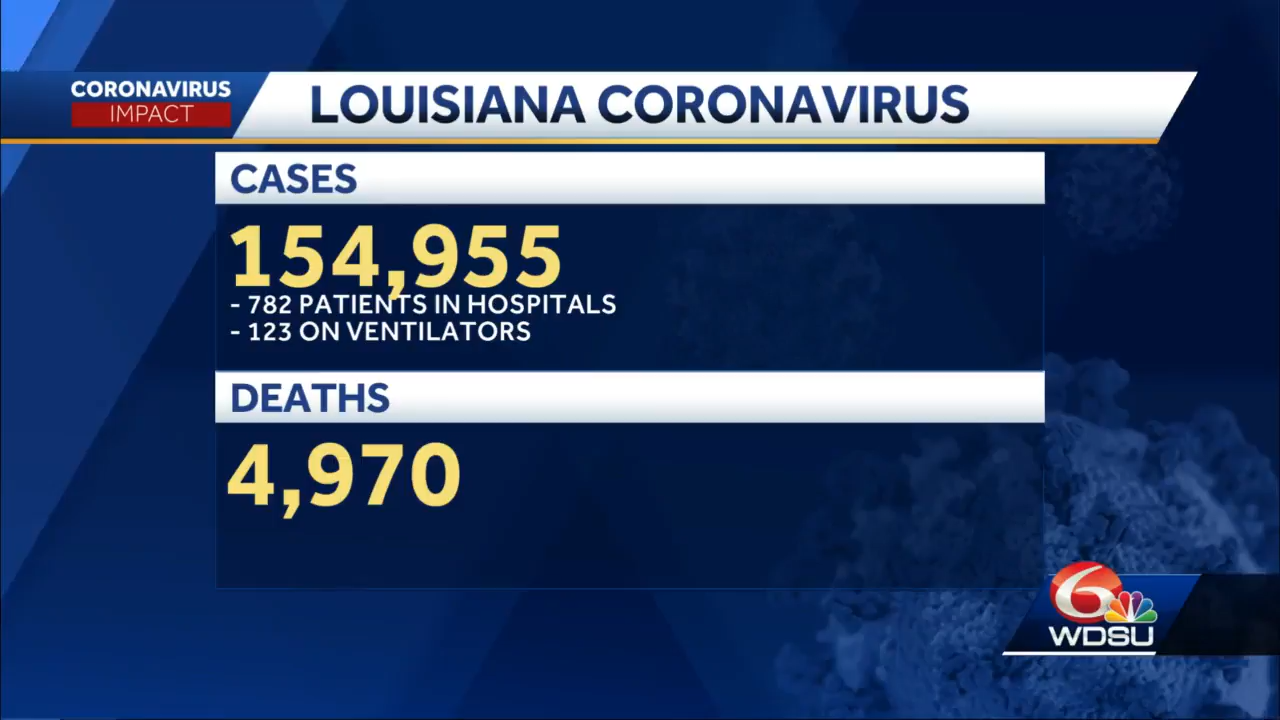 CORONAVIRUS
IMPACT
LOUISIANA CORONAVIRUS
CASES
154,955
- 782 PATIENTS IN HOSPITALS
- 123 ON VENTILATORS
DEATHS
4,970
6
WDSU